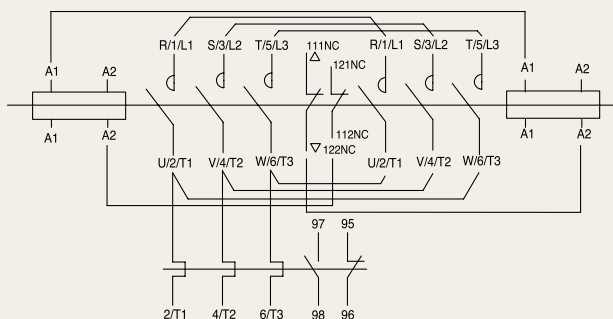 R/1/L1 S/3/L2 T/5/L3 111NC R/1/L1 S/3/L2 T/5/L3
A1 A2 121NC A1 A2
A1 A2 112NC A1 A2
122NC
U/2/T1 V/4/T2 W/6/T3 U/2/T1 V/4/T2 W/6/T3
97 95
2/T1 4/T2 6/T3 98 96